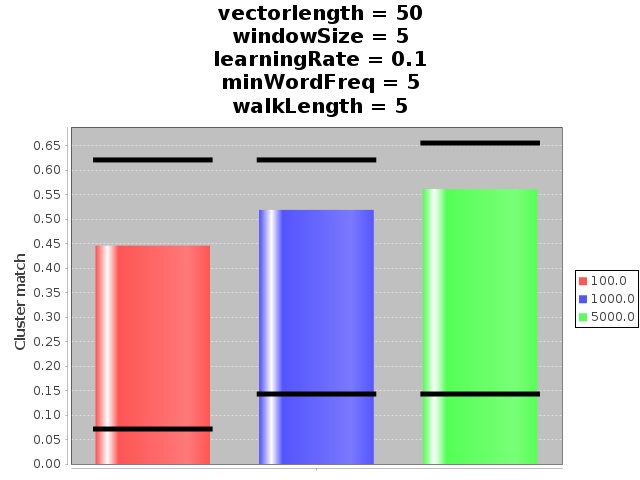 vectorlength = 50
windowSize = 5
learningRate = 0.1
minWordFreq = 5
walkLength = 5
Cluster match
0.65
0.60
0.55
0.50
0.45
0.40
0.35
0.30
0.25
0.20
0.15
0.10
0.05
0.00
100.0
1000.0
5000.0